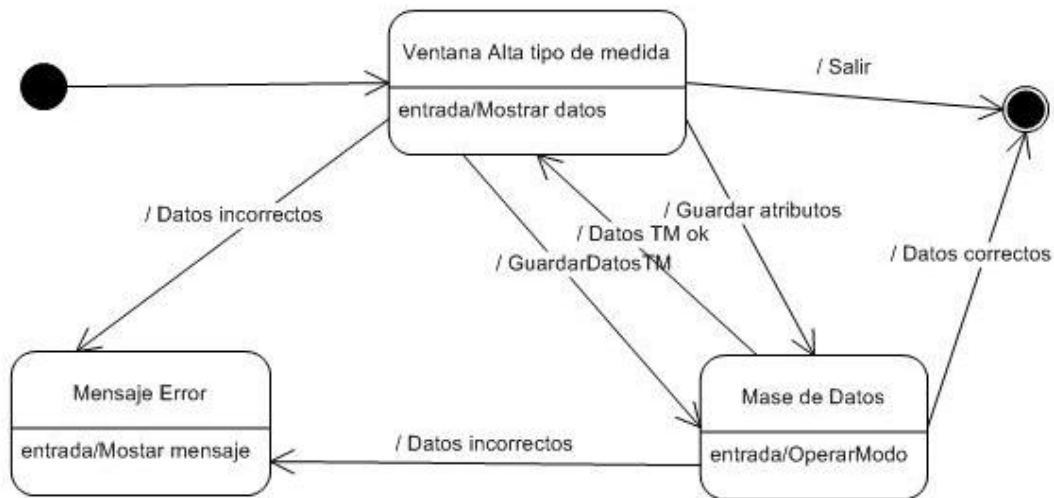 Ventana Alta tipo de medida
entrada/Mostrar datos
/ Salir
/ Datos incorrectos
/ Guardar atributos
/ Datos TM ok
/ GuardarDatosTM
/ Datos correctos
Mensaje Error
entrada/Mostar mensaje
/ Datos incorrectos
Mase de Datos
entrada/OperarModo